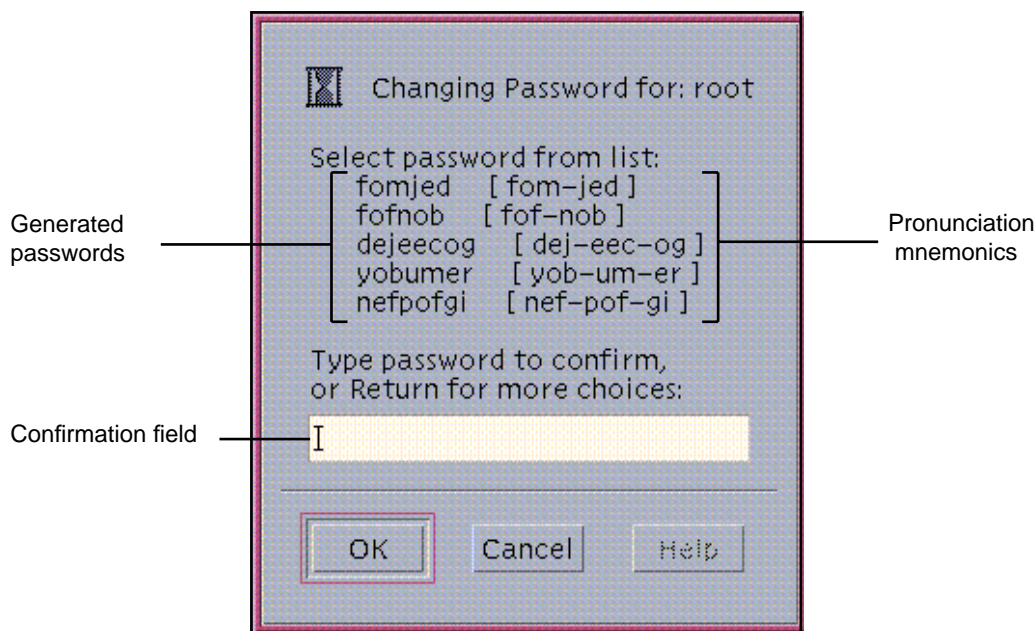 Changing Password for: root
Select password from list:
fomjed [ fom-jed ]
fofnob [ fof-nob ]
dejeecog [ dej-eec-og ]
yobumer [ yob-um-er ]
nefpofgi [ nef-pof-gi ]
Generated
passwords
Pronunciation
mnemonics
Type password to confirm,
or Return for more choices:
Confirmation field
OK Cancel Help